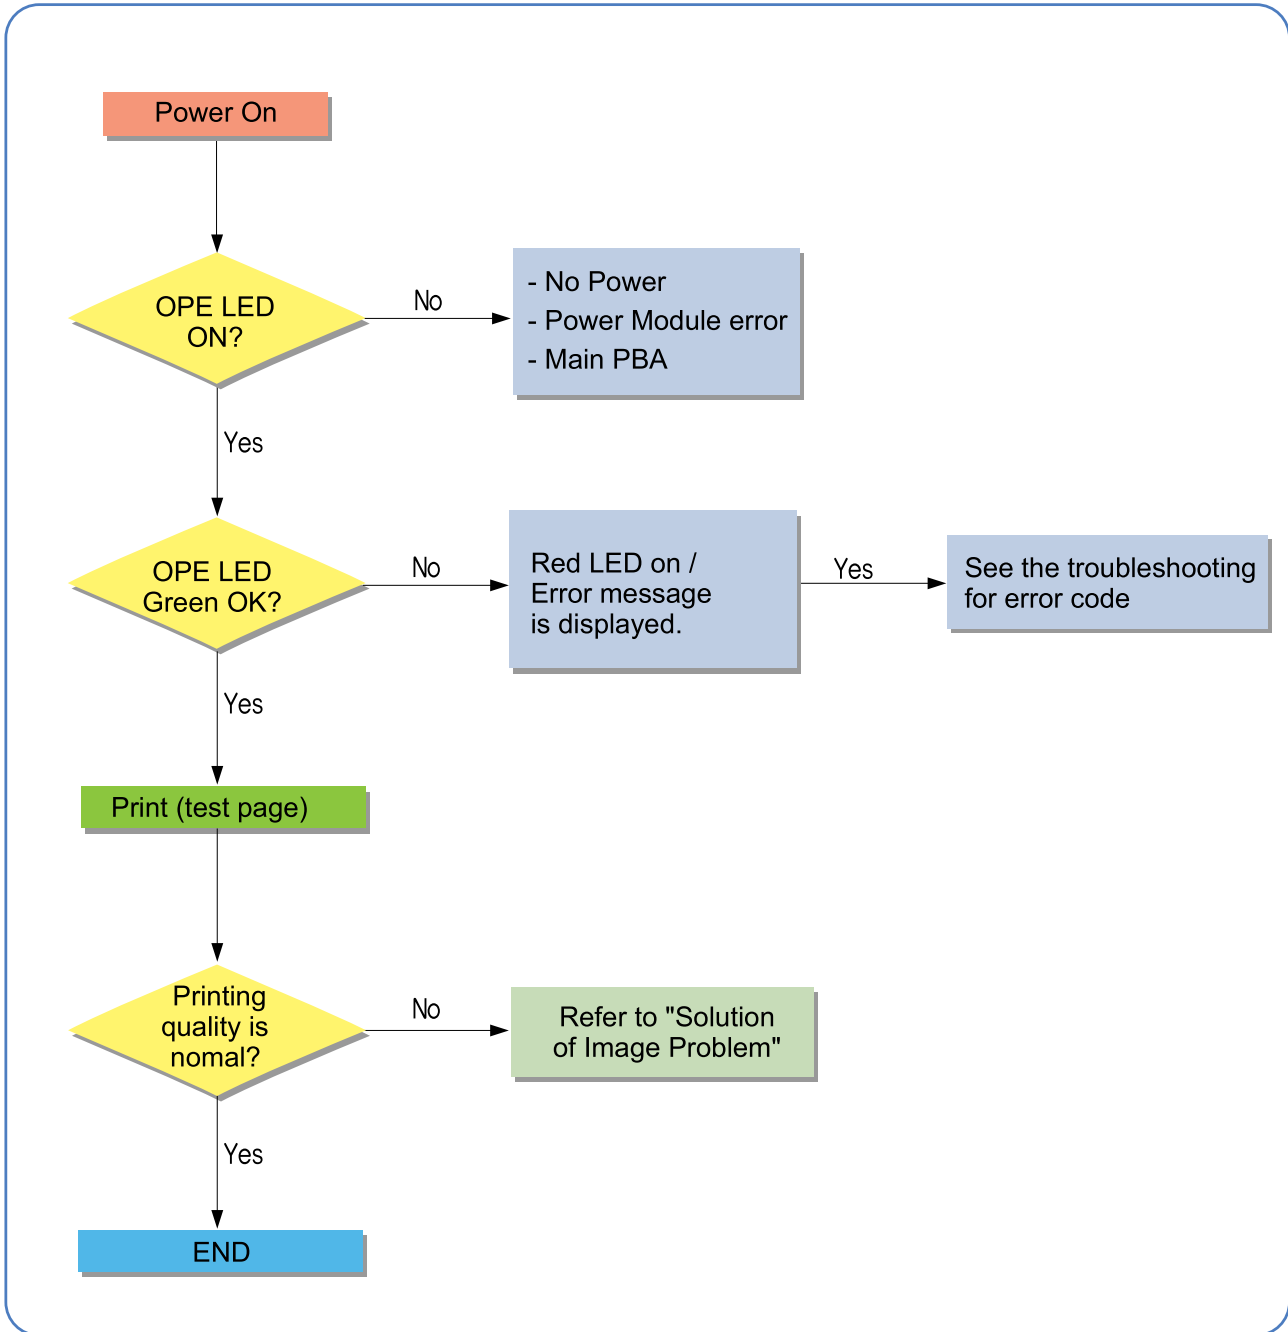 Power On
OPE LED
ON?
No
- No Power
- Power Module error
- Main PBA
Yes
OPE LED
Green OK?
No
Red LED on /
Error message
is displayed.
Yes
See the troubleshooting
for error code
Yes
Print (test page)
Printing
quality is
nomal?
No
Refer to "Solution
of Image Problem"
Yes
END